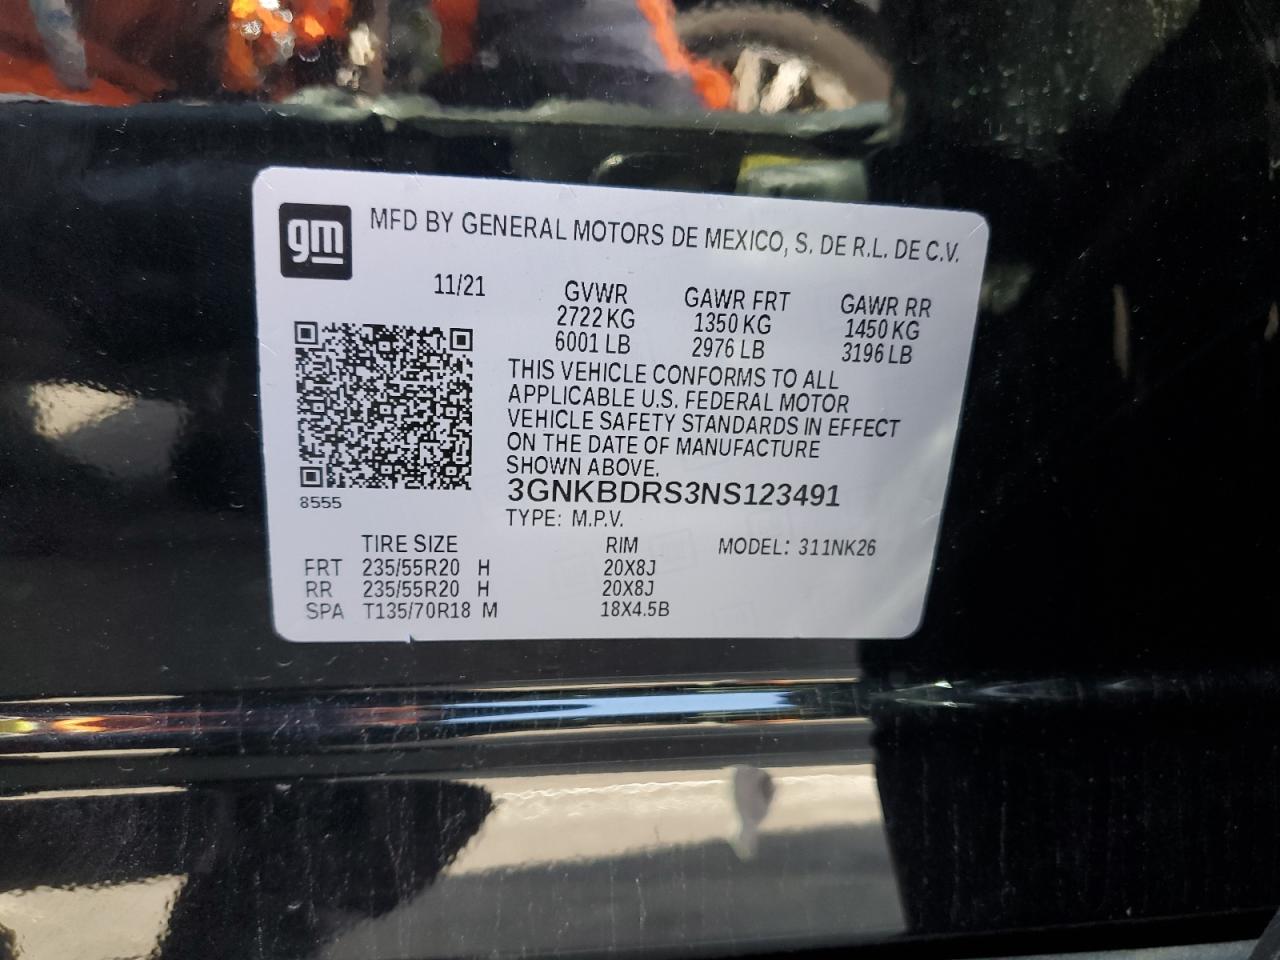 gm MFD BY GENERAL MOTORS DE MEXICO, S. DE R.L. DE C.V.
11/21 GVWR GAWR FRT GAWR RR
2722 KG 1350 KG 1450 KG
6001 LB 2976 LB 3196 LB
THIS VEHICLE CONFORMS TO ALL
APPLICABLE U.S. FEDERAL MOTOR
VEHICLE SAFETY STANDARDS IN EFFECT
ON THE DATE OF MANUFACTURE
SHOWN ABOVE.
8555
3GNKBDRS3NS123491
TYPE: M.P.V.
TIRE SIZE RIM MODEL: 311NK26
FRT 235/55R20 H 20X8J
RR 235/55R20 H 20X8J
SPA T135/70R18 M 18X4.5B